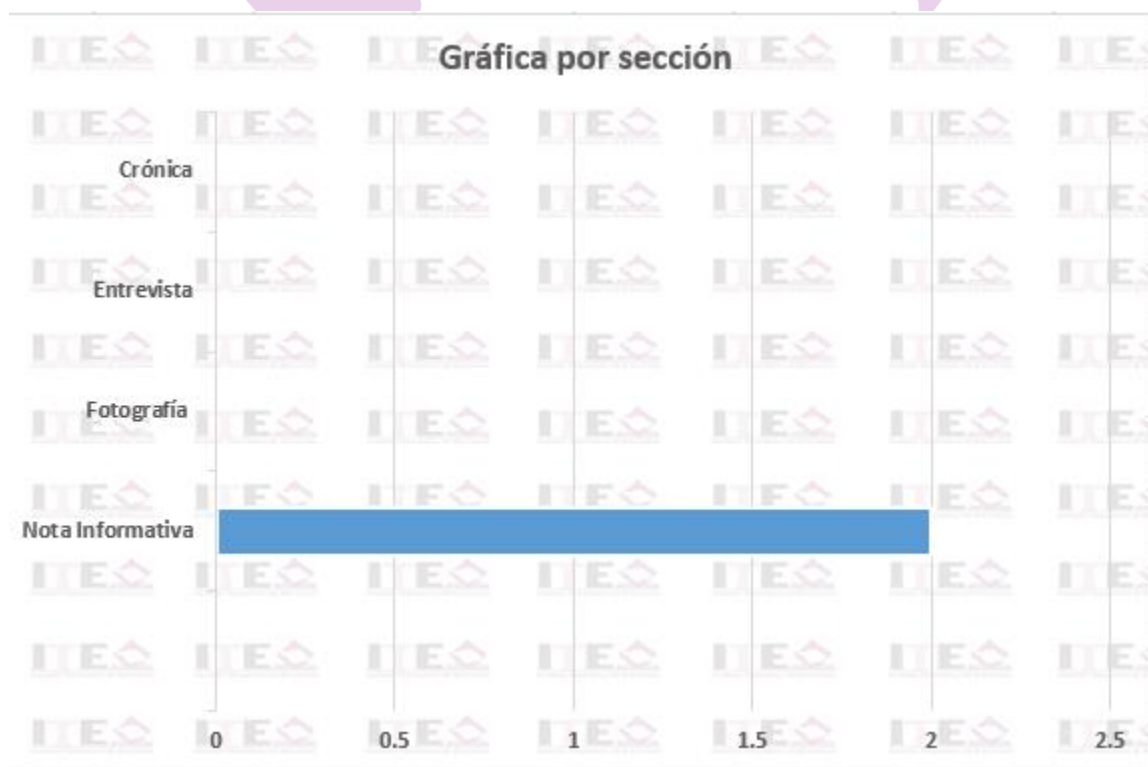 Gráfica por sección
Crónica
Entrevista
Fotografía
Nota Informativa
0 0.5 1 1.5 2 2.5